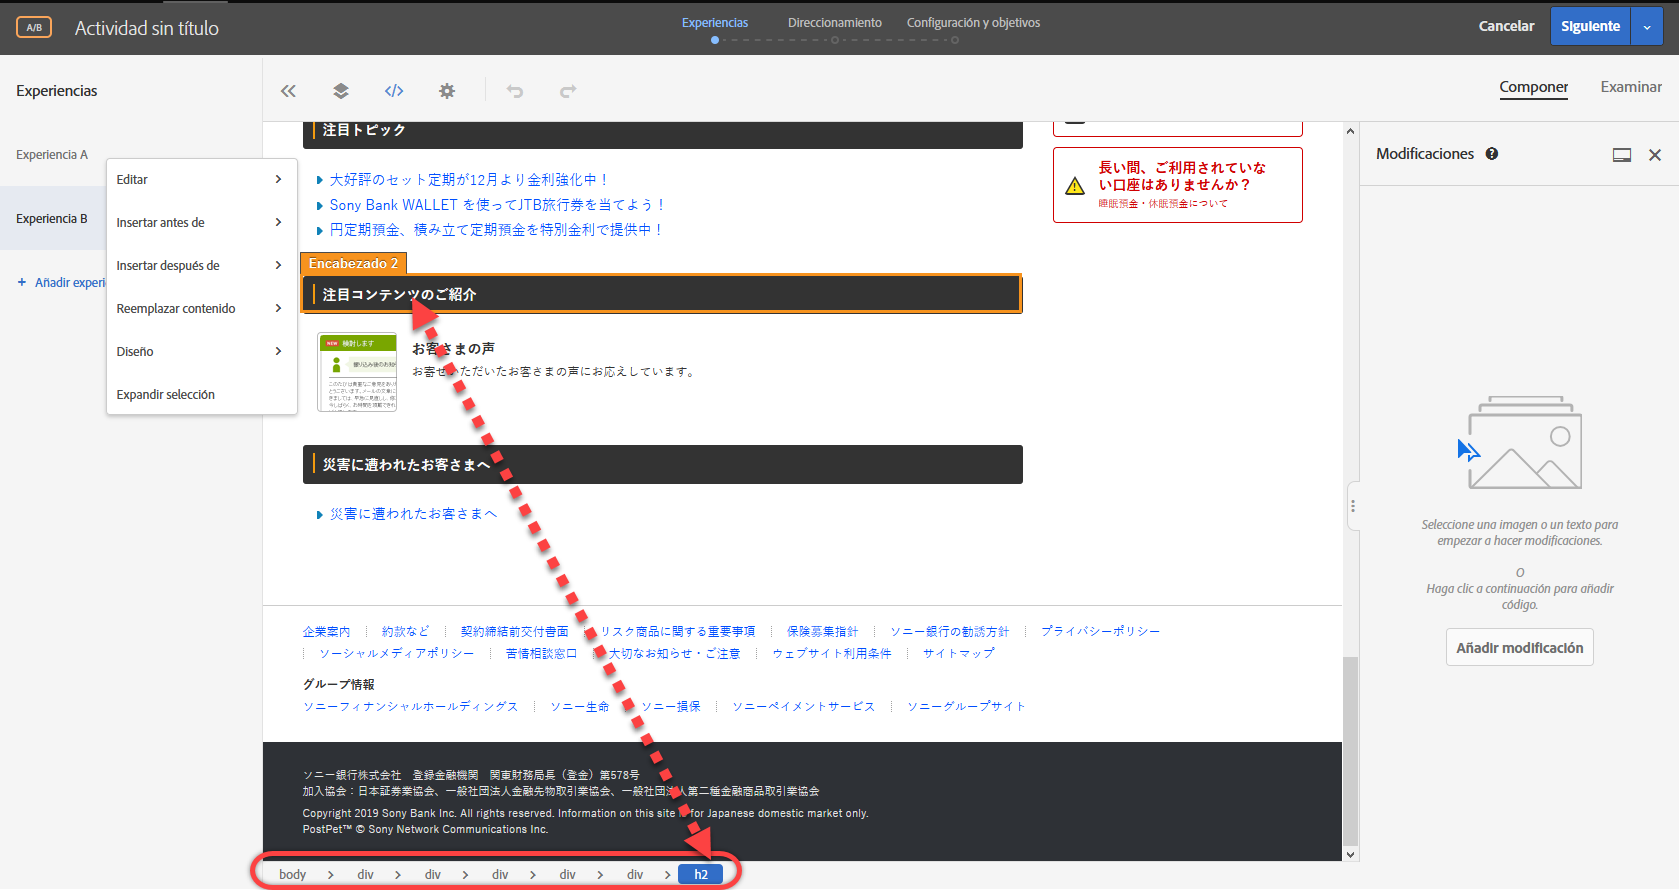 A/B
Actividad sin título
Experiencias
Direccionamiento
Configuración y objetivos
Cancelar
Siguiente
Experiencias
Componer
Examinar
Experiencia A
Experiencia B
Añadir experi
Editar
Insertar antes de
Insertar después de
Reemplazar contenido
Diseño
Expandir selección
注目トピック
大好評のセット定期が12月より金利強化中！
Sony Bank WALLET を使ってJTB旅行券を当てよう！
円定期預金、積み立て定期預金を特別金利で提供中！
長い間、ご利用されていな
い口座はありませんか？
睡眠預金・休眠預金について
Encabezado 2
注目コンテンツのご紹介
NEW 検討します
お客さまの声
お寄せいただいたお客さまの声にお応えしています。
災害に遭われたお客さまへ
災害に遭われたお客さまへ
企業案内
約款など
契約締結前交付書面
リスク商品に関する重要事項
保険募集指針
ソニー銀行の勧誘方針
プライバシーポリシー
ソーシャルメディアポリシー
苦情相談窓口
大切なお知らせ・ご注意
ウェブサイト利用条件
サイトマップ
グループ情報
ソニーフィナンシャルホールディングス
ソニー生命
ソニー損保
ソニーペイメントサービス
ソニーグループサイト
ソニー銀行株式会社 登録金融機関 関東財務局長（登金）第578号
加入協会：日本証券業協会、一般社団法人金融先物取引業協会、一般社団法人第二種金融商品取引業協会
Copyright 2019 Sony Bank Inc. All rights reserved. Information on this site is for Japanese domestic market only.
PostPet™ © Sony Network Communications Inc.
body > div > div > div > div > div > h2
Modificaciones
Seleccione una imagen o un texto para
empezar a hacer modificaciones.
O
Haga clic a continuación para añadir
código.
Añadir modificación